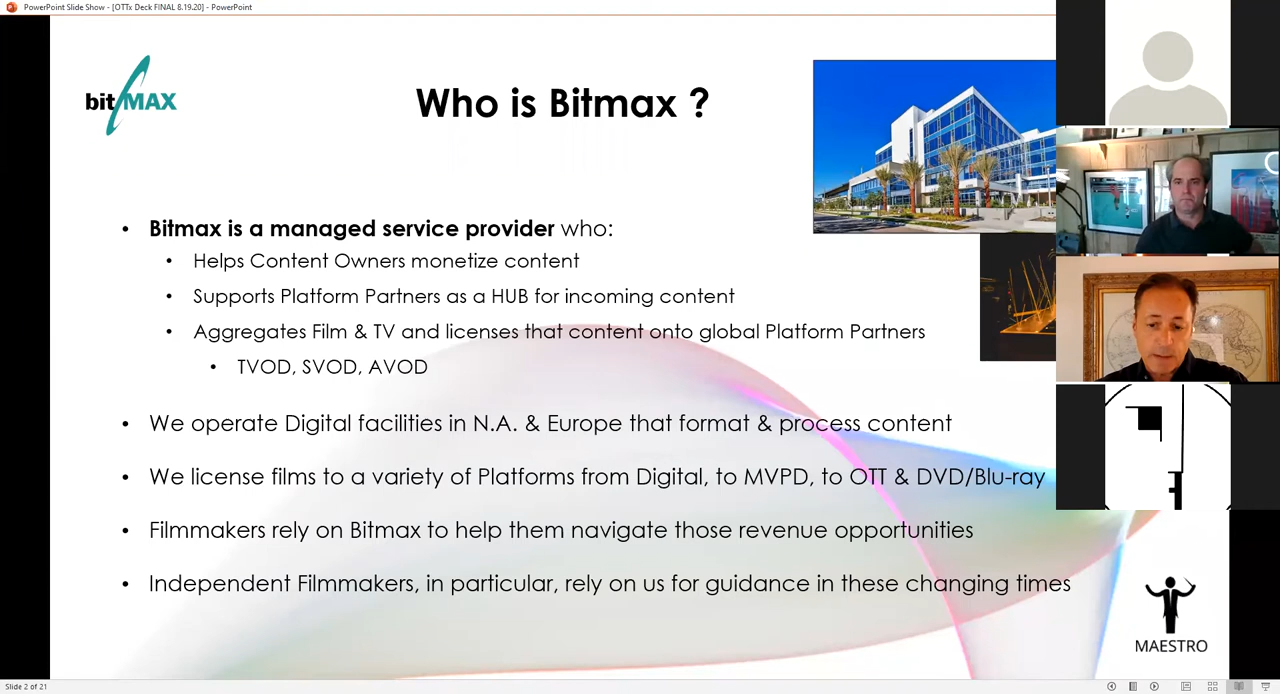 PowerPoint Slide Show - [OTTx Deck FINAL 8.19.20] - PowerPoint
bitMAX
Who is Bitmax ?
• Bitmax is a managed service provider who:
• Helps Content Owners monetize content
• Supports Platform Partners as a HUB for incoming content
• Aggregates Film & TV and licenses that content onto global Platform Partners
• TVOD, SVOD, AVOD
• We operate Digital facilities in N.A. & Europe that format & process content
• We license films to a variety of Platforms from Digital, to MVPD, to OTT & DVD/Blu-ray
• Filmmakers rely on Bitmax to help them navigate those revenue opportunities
• Independent Filmmakers, in particular, rely on us for guidance in these changing times
MAESTRO
Slide 2 of 21